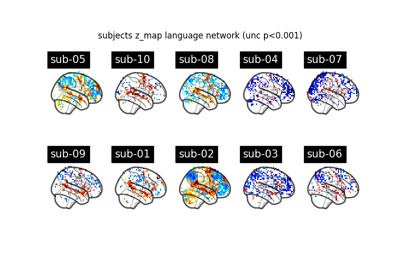 subjects z_map language network (unc p<0.001)
sub-05 sub-10 sub-08 sub-04 sub-07
sub-09 sub-01 sub-02 sub-03 sub-06